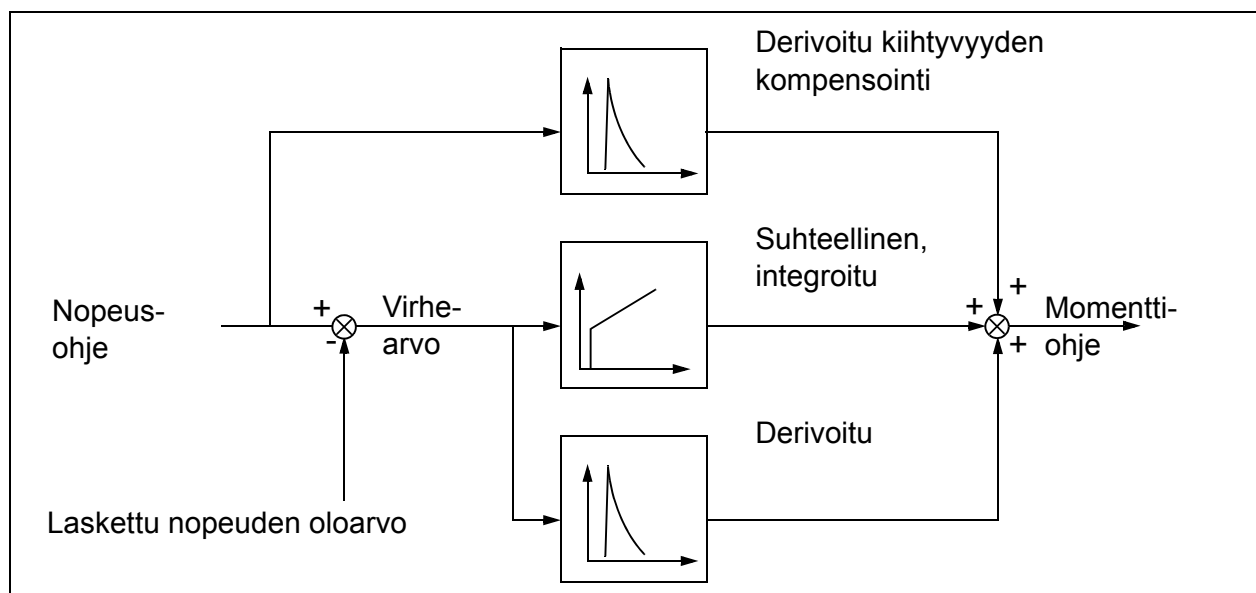 Derivoitu kiihtyvyyden
kompensointi
Suhteellinen,
integroitu
Nopeus-
ohje
+
-
Virhe-
arvo
+
+
+
Momentti-
ohje
Derivoitu
Laskettu nopeuden oloarvo